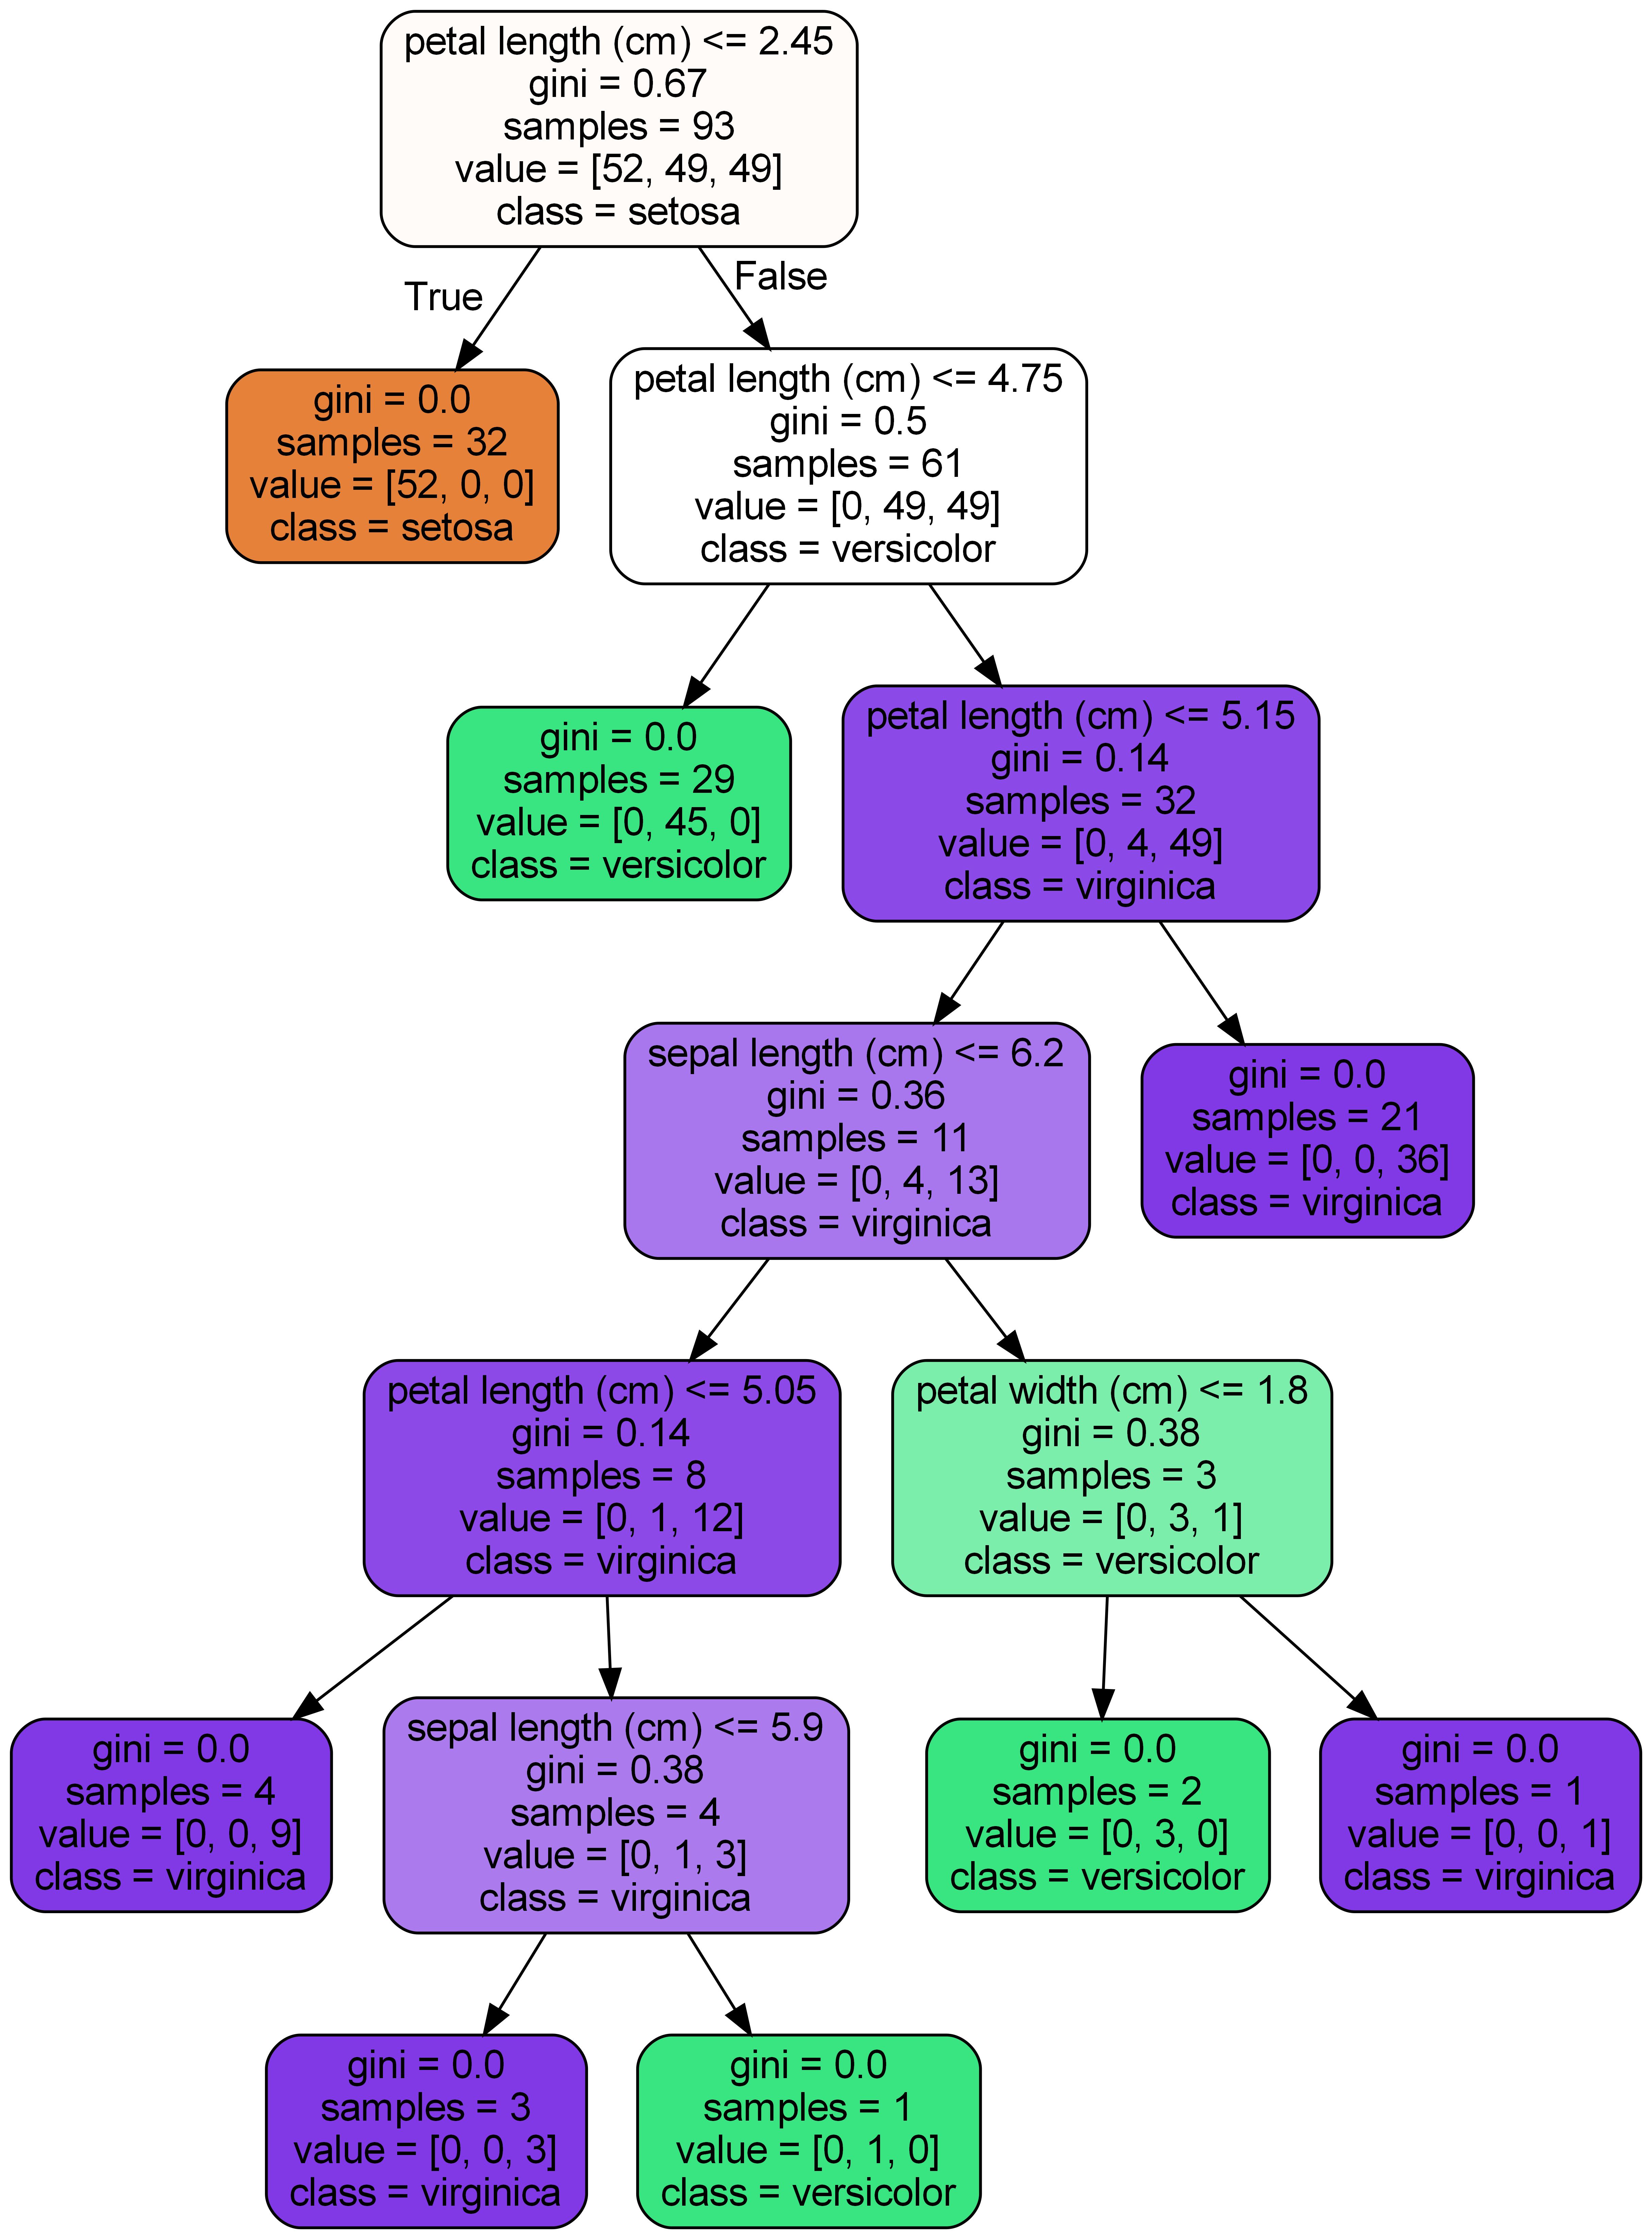 petal length (cm) <= 2.45
gini = 0.67
samples = 93
value = [52, 49, 49]
class = setosa
True
False
gini = 0.0
samples = 32
value = [52, 0, 0]
class = setosa
petal length (cm) <= 4.75
gini = 0.5
samples = 61
value = [0, 49, 49]
class = versicolor
gini = 0.0
samples = 29
value = [0, 45, 0]
class = versicolor
petal length (cm) <= 5.15
gini = 0.14
samples = 32
value = [0, 4, 49]
class = virginica
sepal length (cm) <= 6.2
gini = 0.36
samples = 11
value = [0, 4, 13]
class = virginica
gini = 0.0
samples = 21
value = [0, 0, 36]
class = virginica
petal length (cm) <= 5.05
gini = 0.14
samples = 8
value = [0, 1, 12]
class = virginica
petal width (cm) <= 1.8
gini = 0.38
samples = 3
value = [0, 3, 1]
class = versicolor
gini = 0.0
samples = 4
value = [0, 0, 9]
class = virginica
sepal length (cm) <= 5.9
gini = 0.38
samples = 4
value = [0, 1, 3]
class = virginica
gini = 0.0
samples = 2
value = [0, 3, 0]
class = versicolor
gini = 0.0
samples = 1
value = [0, 0, 1]
class = virginica
gini = 0.0
samples = 3
value = [0, 0, 3]
class = virginica
gini = 0.0
samples = 1
value = [0, 1, 0]
class = versicolor